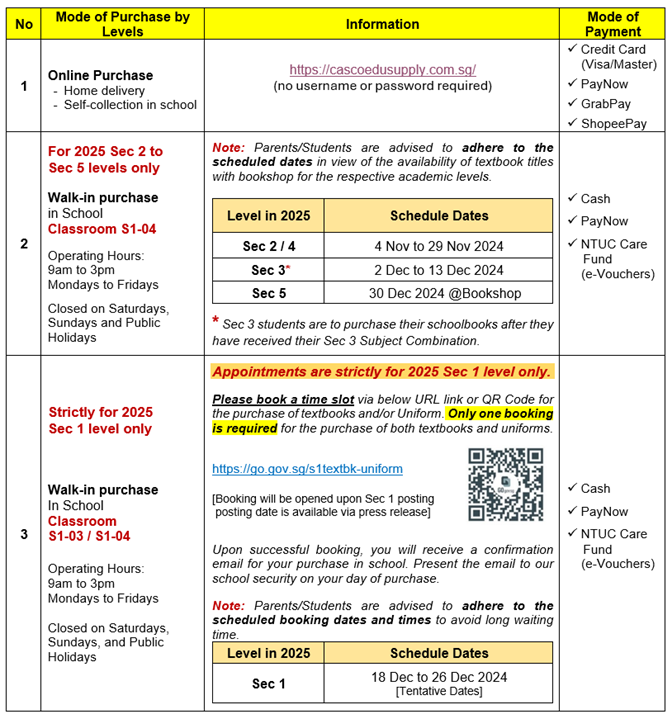 No
Mode of Purchase by
Levels
Information
Mode of
Payment
1
Online Purchase
- Home delivery
- Self-collection in school
https://cascoedusupply.com.sg/
(no username or password required)
✓ Credit Card
(Visa/Master)
✓ PayNow
✓ GrabPay
✓ ShopeePay
2
For 2025 Sec 2 to
Sec 5 levels only
Walk-in purchase
in School
Classroom S1-04
Operating Hours:
9am to 3pm
Mondays to Fridays
Closed on Saturdays,
Sundays and Public
Holidays
Note: Parents/Students are advised to adhere to the
scheduled dates in view of the availability of textbook titles
with bookshop for the respective academic levels.
Level in 2025 Schedule Dates
Sec 2 / 4 4 Nov to 29 Nov 2024
Sec 3* 2 Dec to 13 Dec 2024
Sec 5 30 Dec 2024 @Bookshop
* Sec 3 students are to purchase their schoolbooks after they
have received their Sec 3 Subject Combination.
✓ Cash
✓ PayNow
✓ NTUC Care
Fund
(e-Vouchers)
3
Strictly for 2025
Sec 1 level only
Walk-in purchase
In School
Classroom
S1-03 / S1-04
Operating Hours:
9am to 3pm
Mondays to Fridays
Closed on Saturdays,
Sundays, and Public
Holidays
Appointments are strictly for 2025 Sec 1 level only.
Please book a time slot via below URL link or QR Code for
the purchase of textbooks and/or Uniform. Only one booking
is required for the purchase of both textbooks and uniforms.
https://go.gov.sg/s1textbk-uniform
[Booking will be opened upon Sec 1 posting
posting date is available via press release]
Upon successful booking, you will receive a confirmation
email for your purchase in school. Present the email to our
school security on your day of purchase.
Note: Parents/Students are advised to adhere to the
scheduled booking dates and times to avoid long waiting
time.
Level in 2025 Schedule Dates
Sec 1 18 Dec to 26 Dec 2024
[Tentative Dates]
✓ Cash
✓ PayNow
✓ NTUC Care
Fund
(e-Vouchers)